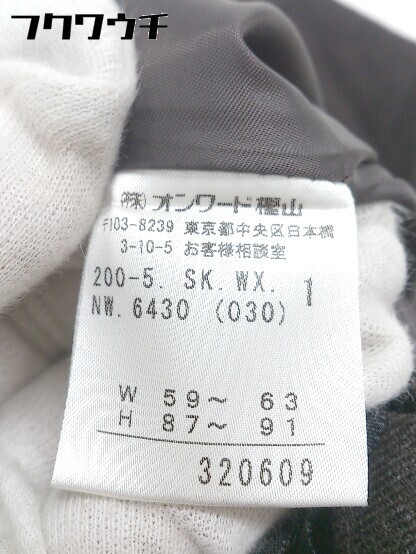 フクワウチ
(株)オンワード樫山
〒103-8239 東京都中央区日本橋
3-10-5 お客様相談室
200-5. SK. WX. 1
NW. 6430 (030)
W 59〜 63
H 87〜 91
320609